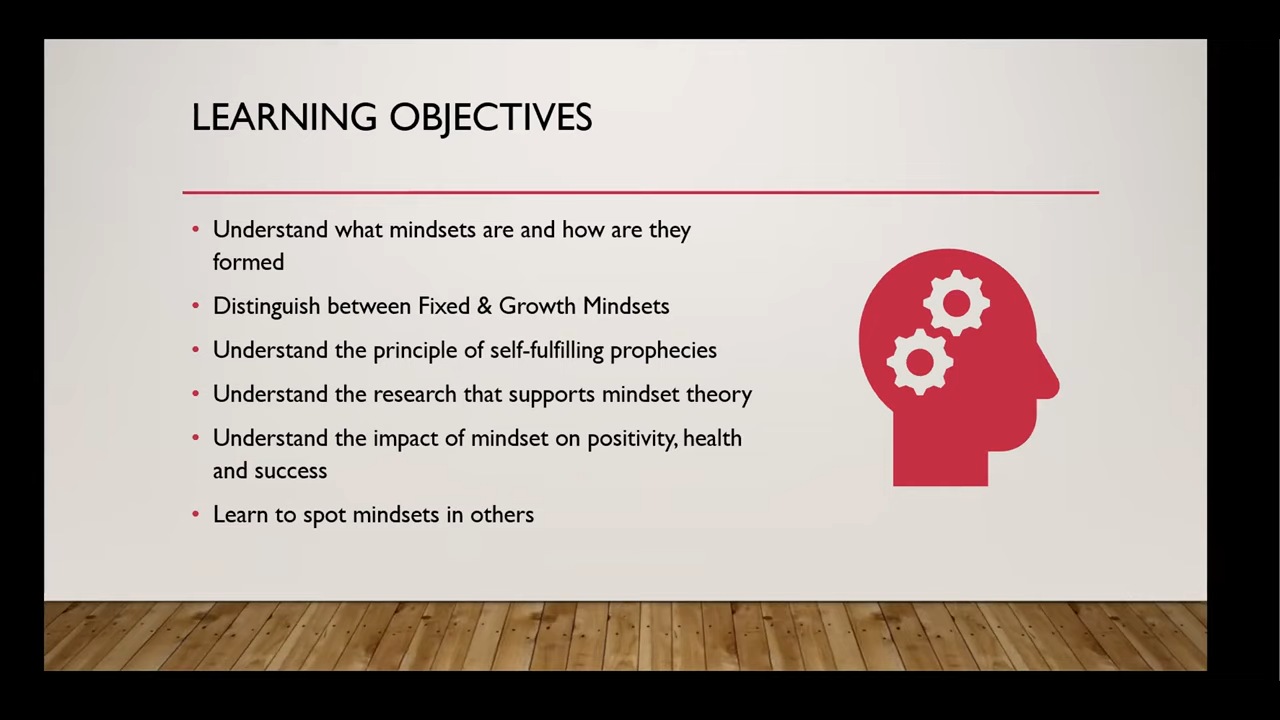 LEARNING OBJECTIVES
• Understand what mindsets are and how are they
formed
• Distinguish between Fixed & Growth Mindsets
• Understand the principle of self-fulfilling prophecies
• Understand the research that supports mindset theory
• Understand the impact of mindset on positivity, health
and success
• Learn to spot mindsets in others